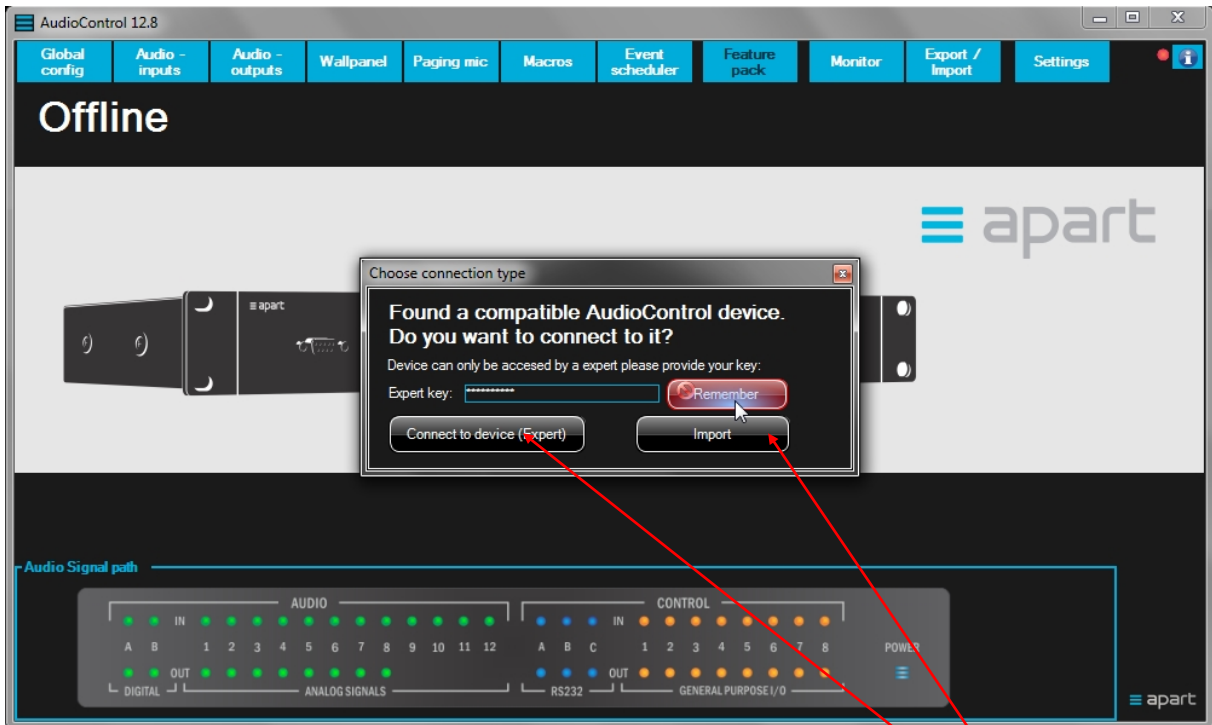 AudioControl 12.8
Global config
Audio - inputs
Audio - outputs
Wallpanel
Paging mic
Macros
Event scheduler
Feature pack
Monitor
Export / Import
Settings
Offline
apart
apart
Choose connection type
Found a compatible AudioControl device.
Do you want to connect to it?
Device can only be accesed by a expert please provide your key:
Expert key: **********
Remember
Connect to device (Expert)
Import
Audio Signal path
AUDIO
CONTROL
IN
IN
A B 1 2 3 4 5 6 7 8 9 10 11 12 A B C 1 2 3 4 5 6 7 8 POWER
OUT
OUT
DIGITAL ANALOG SIGNALS RS232 GENERAL PURPOSE I/O
apart